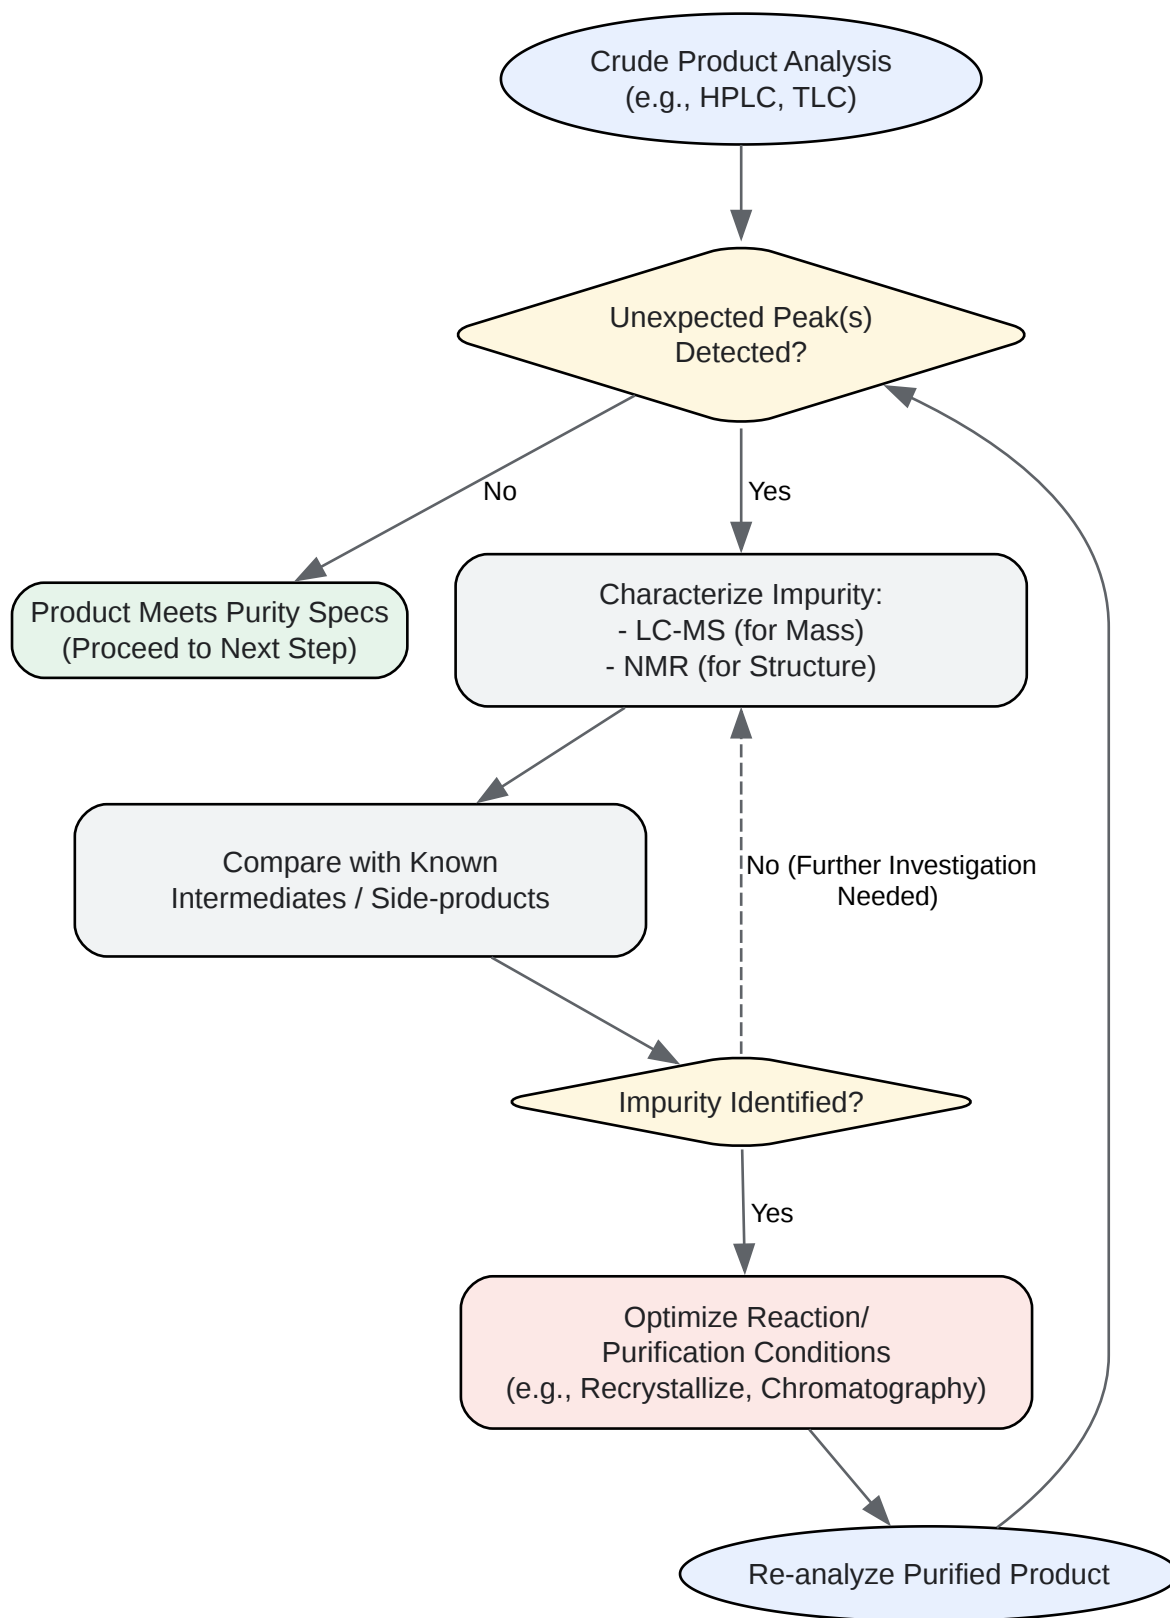 Crude Product Analysis
(e.g., HPLC, TLC)
Unexpected Peak(s)
Detected?
No
Yes
Product Meets Purity Specs
(Proceed to Next Step)
Characterize Impurity:
- LC-MS (for Mass)
- NMR (for Structure)
Compare with Known
Intermediates / Side-products
No (Further Investigation
Needed)
Impurity Identified?
Yes
Optimize Reaction/
Purification Conditions
(e.g., Recrystallize, Chromatography)
Re-analyze Purified Product